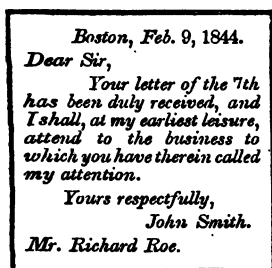 Boston, Feb. 9, 1844.
Dear Sir,
Your letter of the 7th
has been duly received, and
I shall, at my earliest leisure,
attend to the business to
which you have therein called
my attention.
Yours respectfully,
John Smith.
Mr. Richard Roe.